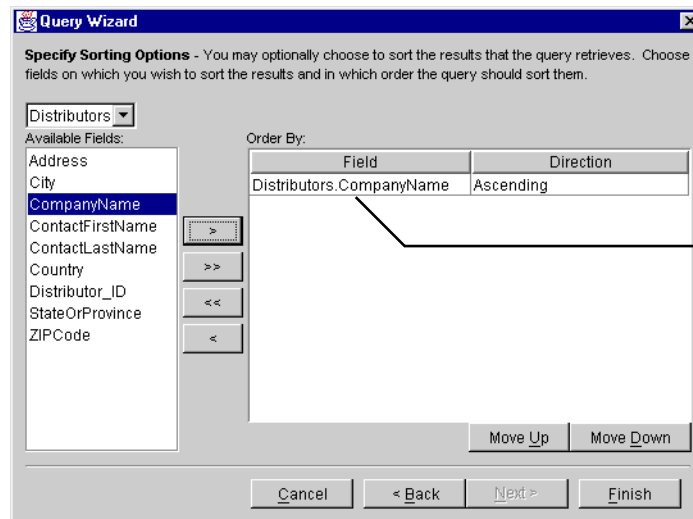 Query Wizard
Specify Sorting Options - You may optionally choose to sort the results that the query retrieves. Choose
fields on which you wish to sort the results and in which order the query should sort them.
Distributors
Available Fields:
Order By:
Address
City
CompanyName
ContactFirstName
ContactLastName
Country
Distributor_ID
StateOrProvince
ZIPCode
>
>>
<<
<
Field Direction
Distributors.CompanyName Ascending
Move Up Move Down
Cancel < Back Next > Finish